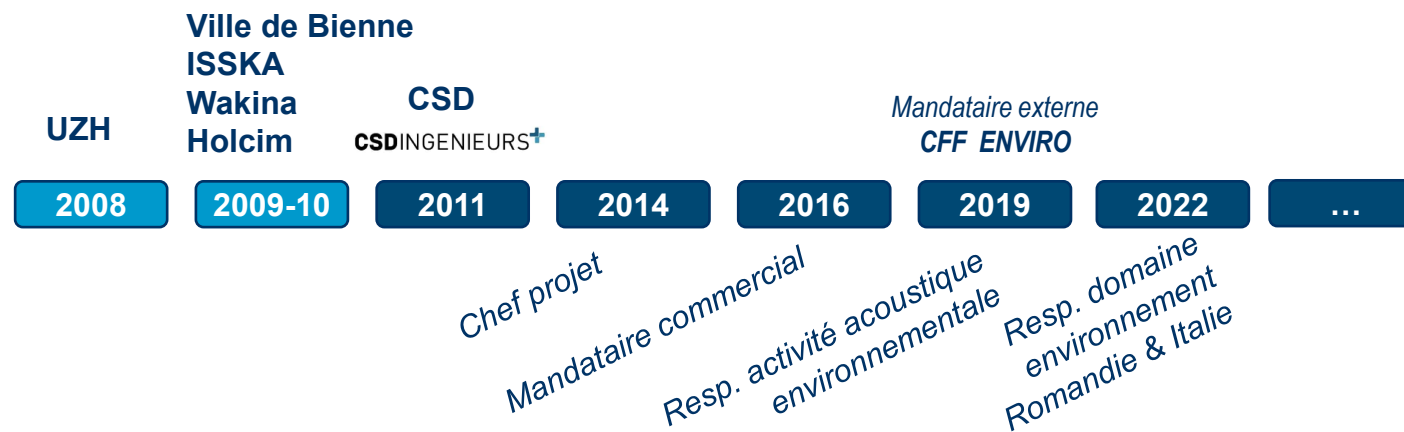 UZH
Ville de Bienne
ISSKA
Wakina
Holcim
CSD
CSDINGENIEURS+
Mandataire externe
CFF ENVIRO
2008
2009-10
2011
2014
2016
2019
2022
...
Chef projet
Mandataire commercial
Resp. activité acoustique
environnementale
Resp. domaine
environnement
Romandie & Italie